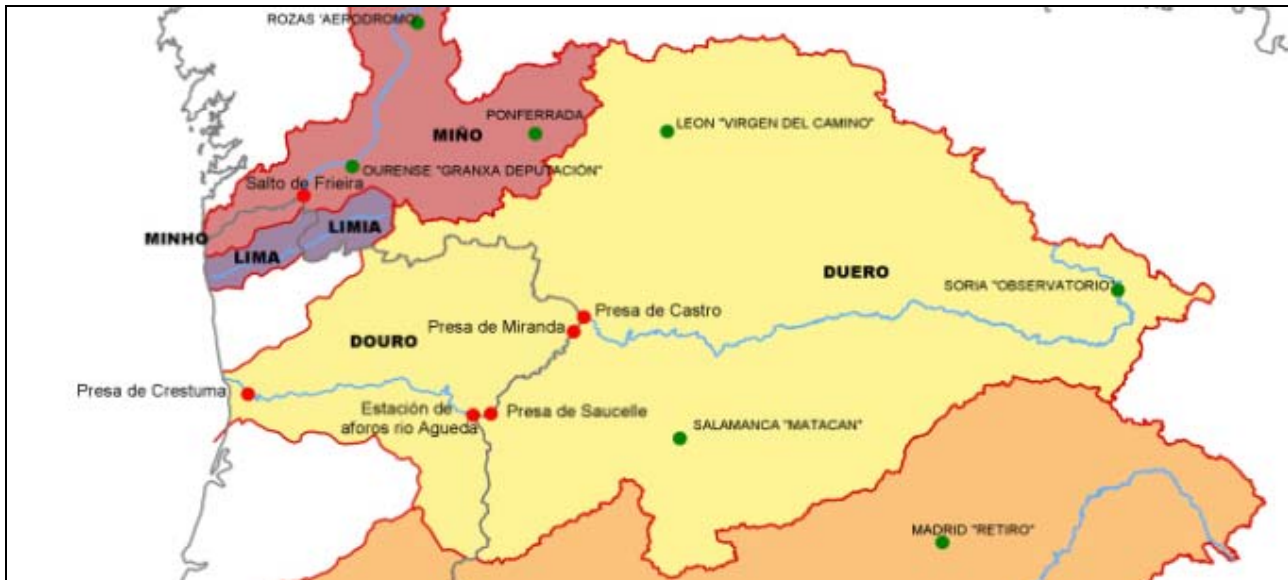 ROZAS "AERODROMO"
PONFERRADA
LEON "VIRGEN DEL CAMINO"
MIÑO
OURENSE "GRANXA DEPUTACIÓN"
Salto de Frieira
LIMIA
MINHO
LIMA
DUERO
SORIA "OBSERVATORIO"
Presa de Castro
Presa de Miranda
DOURO
Presa de Crestuma
Estación de
aforos rio Agueda
Presa de Saucelle
SALAMANCA "MATACAN"
MADRID "RETIRO"